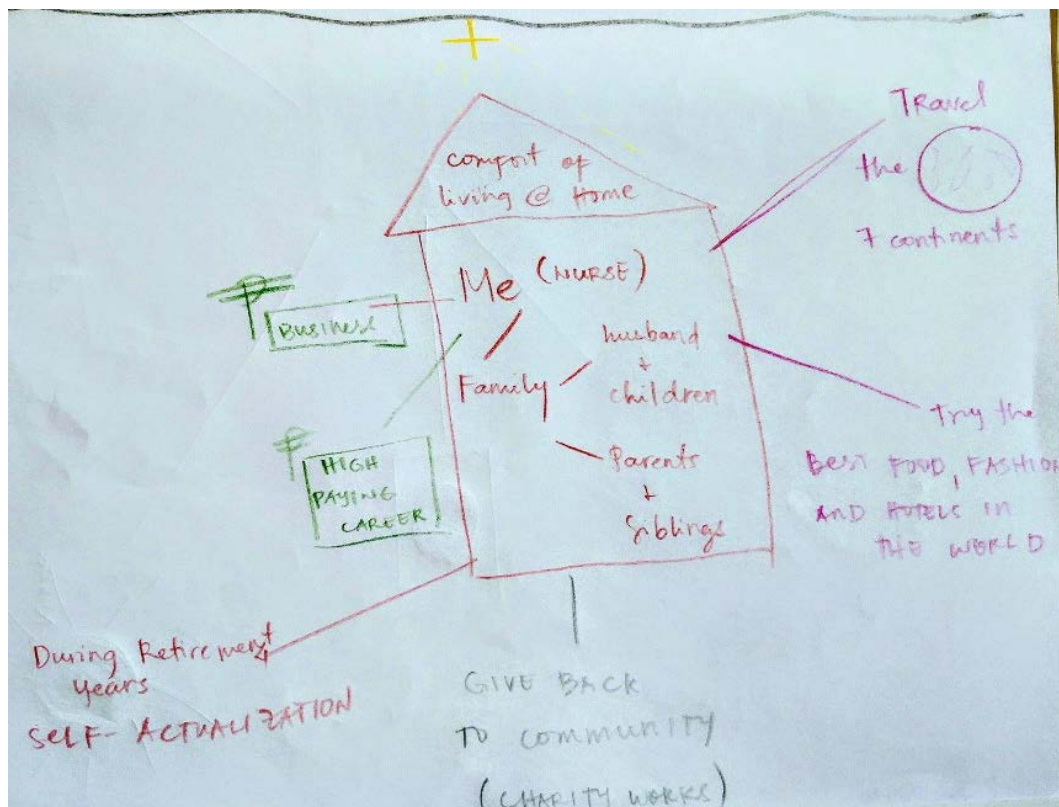 comfort of
living @ Home
Travel
the
7 continents
Me (NURSE)
₱
Business
husband
+
children
Family
Parents
+
Siblings
₱
HIGH
PAYING
CAREER
Try the
BEST FOOD, FASHION
AND HOTELS IN
THE WORLD
During Retirement
years
SELF-ACTUALIZATION
GIVE BACK
TO COMMUNITY
(CHARITY WORKS)